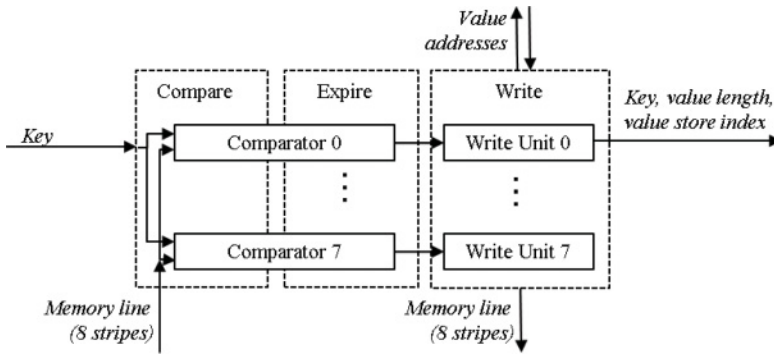 Value
addresses
Compare
Expire
Write
Key, value length,
value store index
Key
Comparator 0
Write Unit 0
Comparator 7
Write Unit 7
Memory line
(8 stripes)
Memory line
(8 stripes)